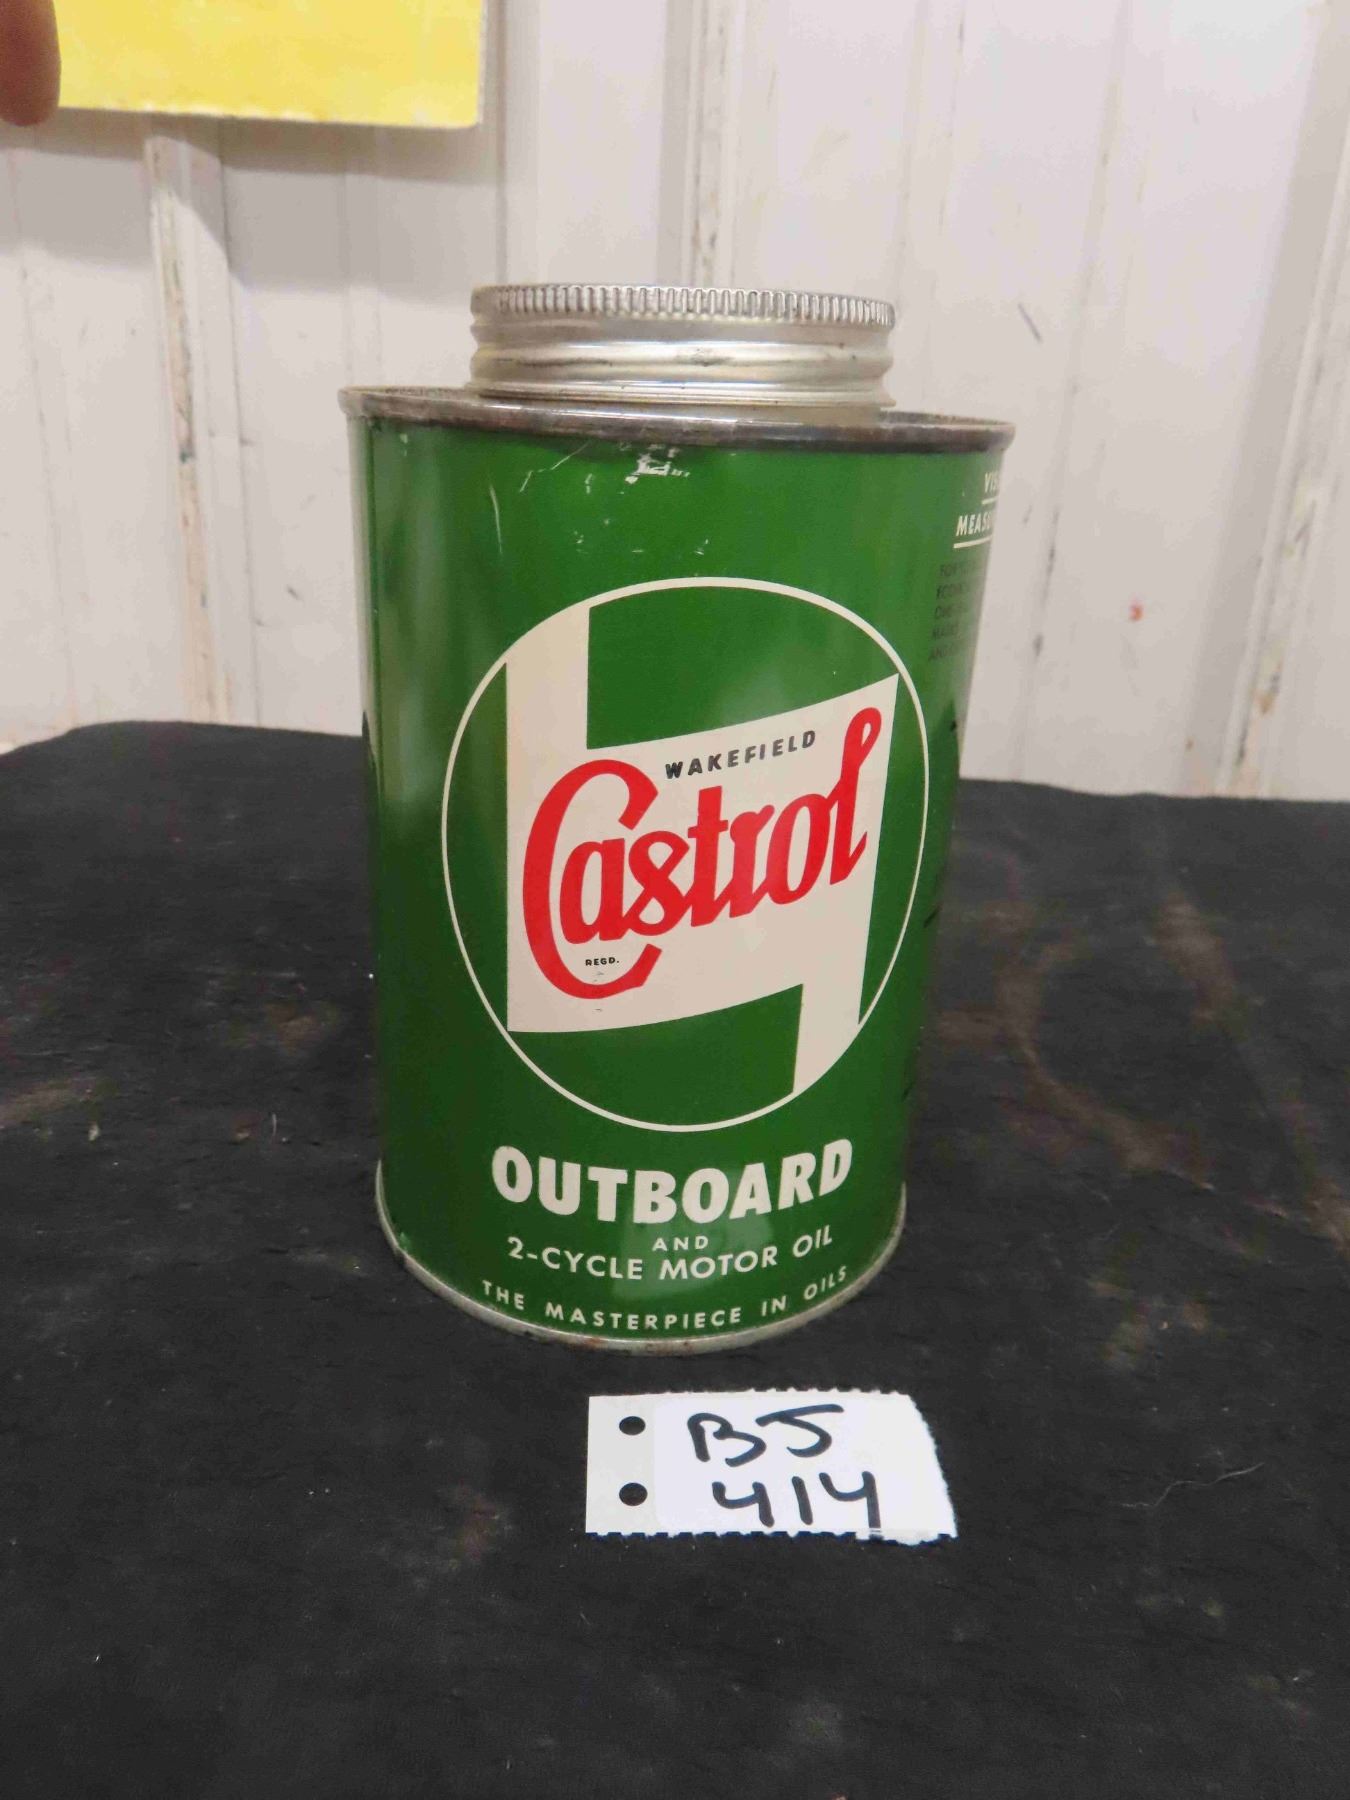 WAKEFIELD
Castrol
REGD.
OUTBOARD
AND
2-CYCLE MOTOR OIL
THE MASTERPIECE IN OILS
BJ
414